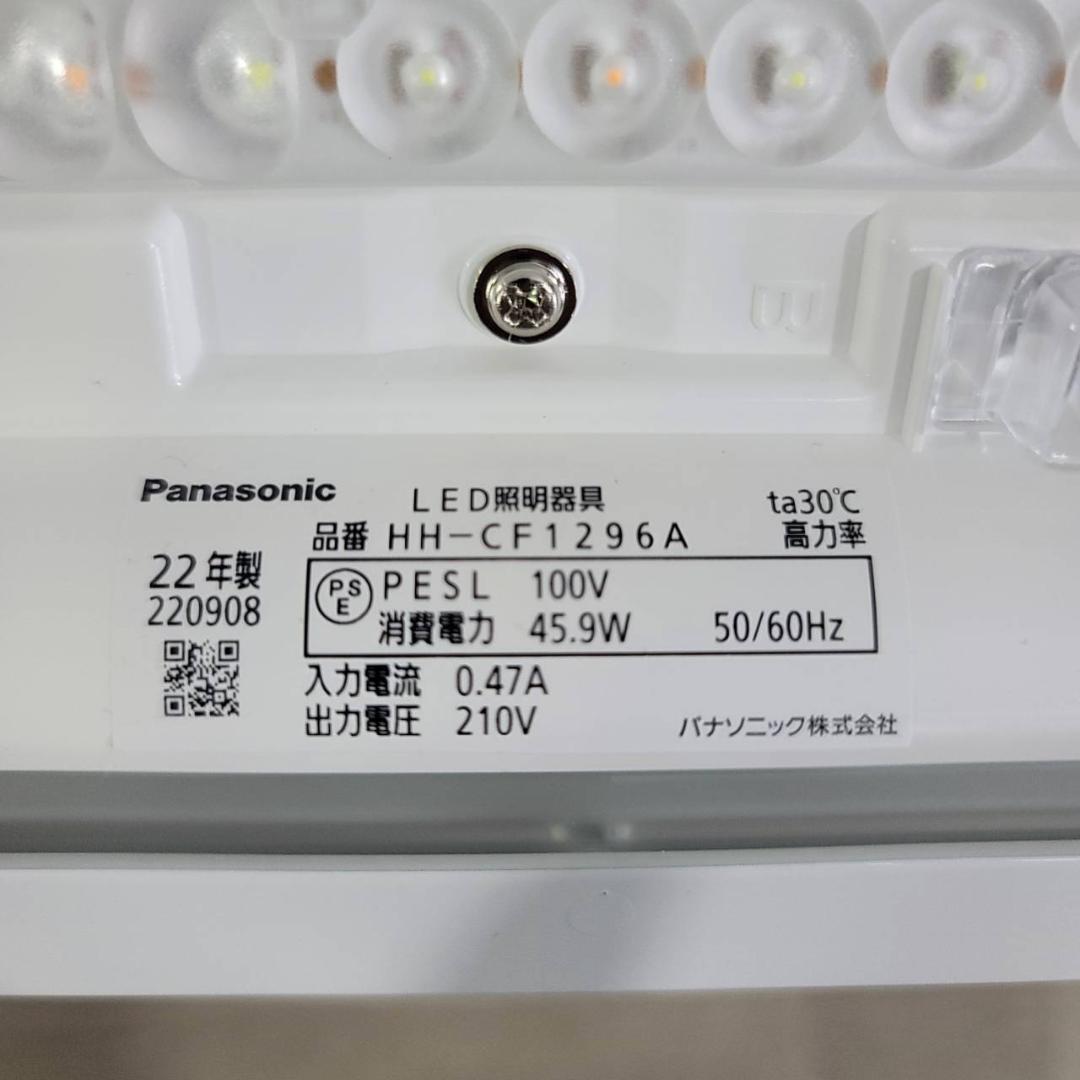 B
Panasonic
LED照明器具
ta30℃
品番 HH-CF1296A
高力率
22年製
220908
PSE PESL 100V
消費電力 45.9W 50/60Hz
入力電流 0.47A
出力電圧 210V
パナソニック株式会社